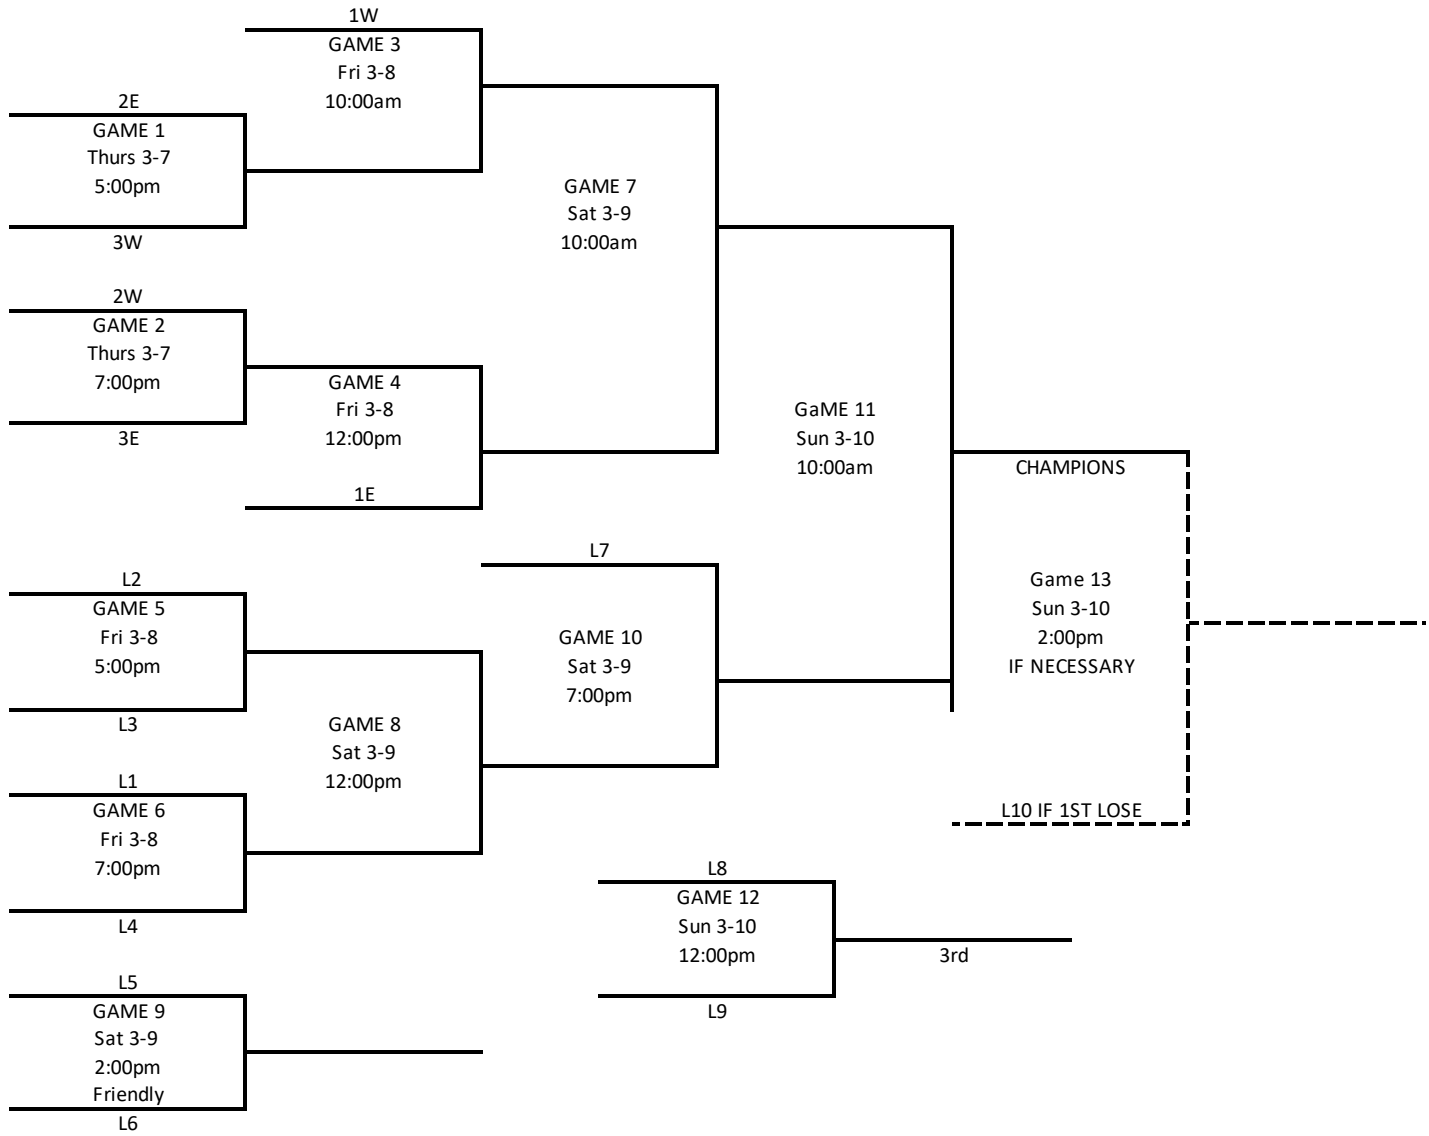 1W
GAME 3
Fri 3-8
10:00am
2E
GAME 1
Thurs 3-7
5:00pm
3W
GAME 7
Sat 3-9
10:00am
2W
GAME 2
Thurs 3-7
7:00pm
3E
GAME 4
Fri 3-8
12:00pm
1E
GaME 11
Sun 3-10
10:00am
CHAMPIONS
L7
L2
GAME 5
Fri 3-8
5:00pm
L3
GAME 10
Sat 3-9
7:00pm
Game 13
Sun 3-10
2:00pm
IF NECESSARY
GAME 8
Sat 3-9
12:00pm
L1
GAME 6
Fri 3-8
7:00pm
L4
L10 IF 1ST LOSE
L8
GAME 12
Sun 3-10
12:00pm
L9
3rd
L5
GAME 9
Sat 3-9
2:00pm
Friendly
L6